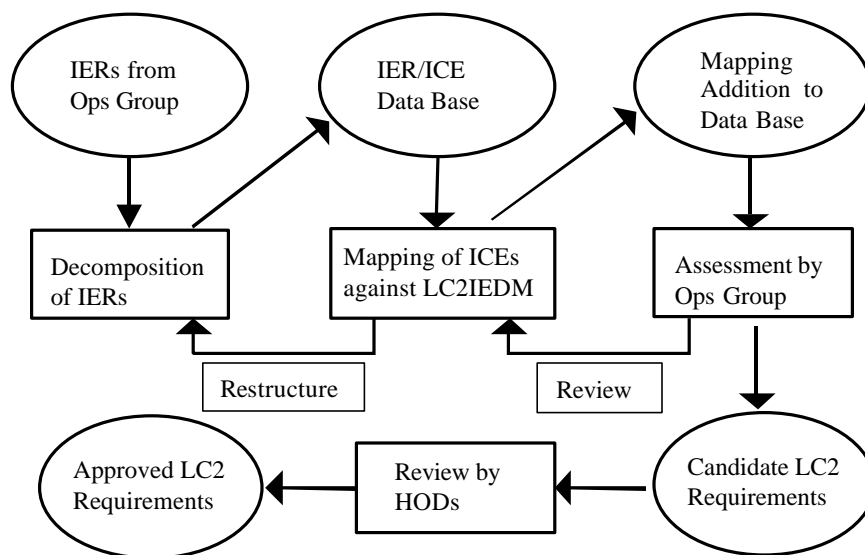 IERs from
Ops Group
IER/ICE
Data Base
Mapping
Addition to
Data Base
Decomposition
of IERs
Mapping of ICEs
against LC2IEDM
Assessment by
Ops Group
Restructure
Review
Approved LC2
Requirements
Review by
HODs
Candidate LC2
Requirements